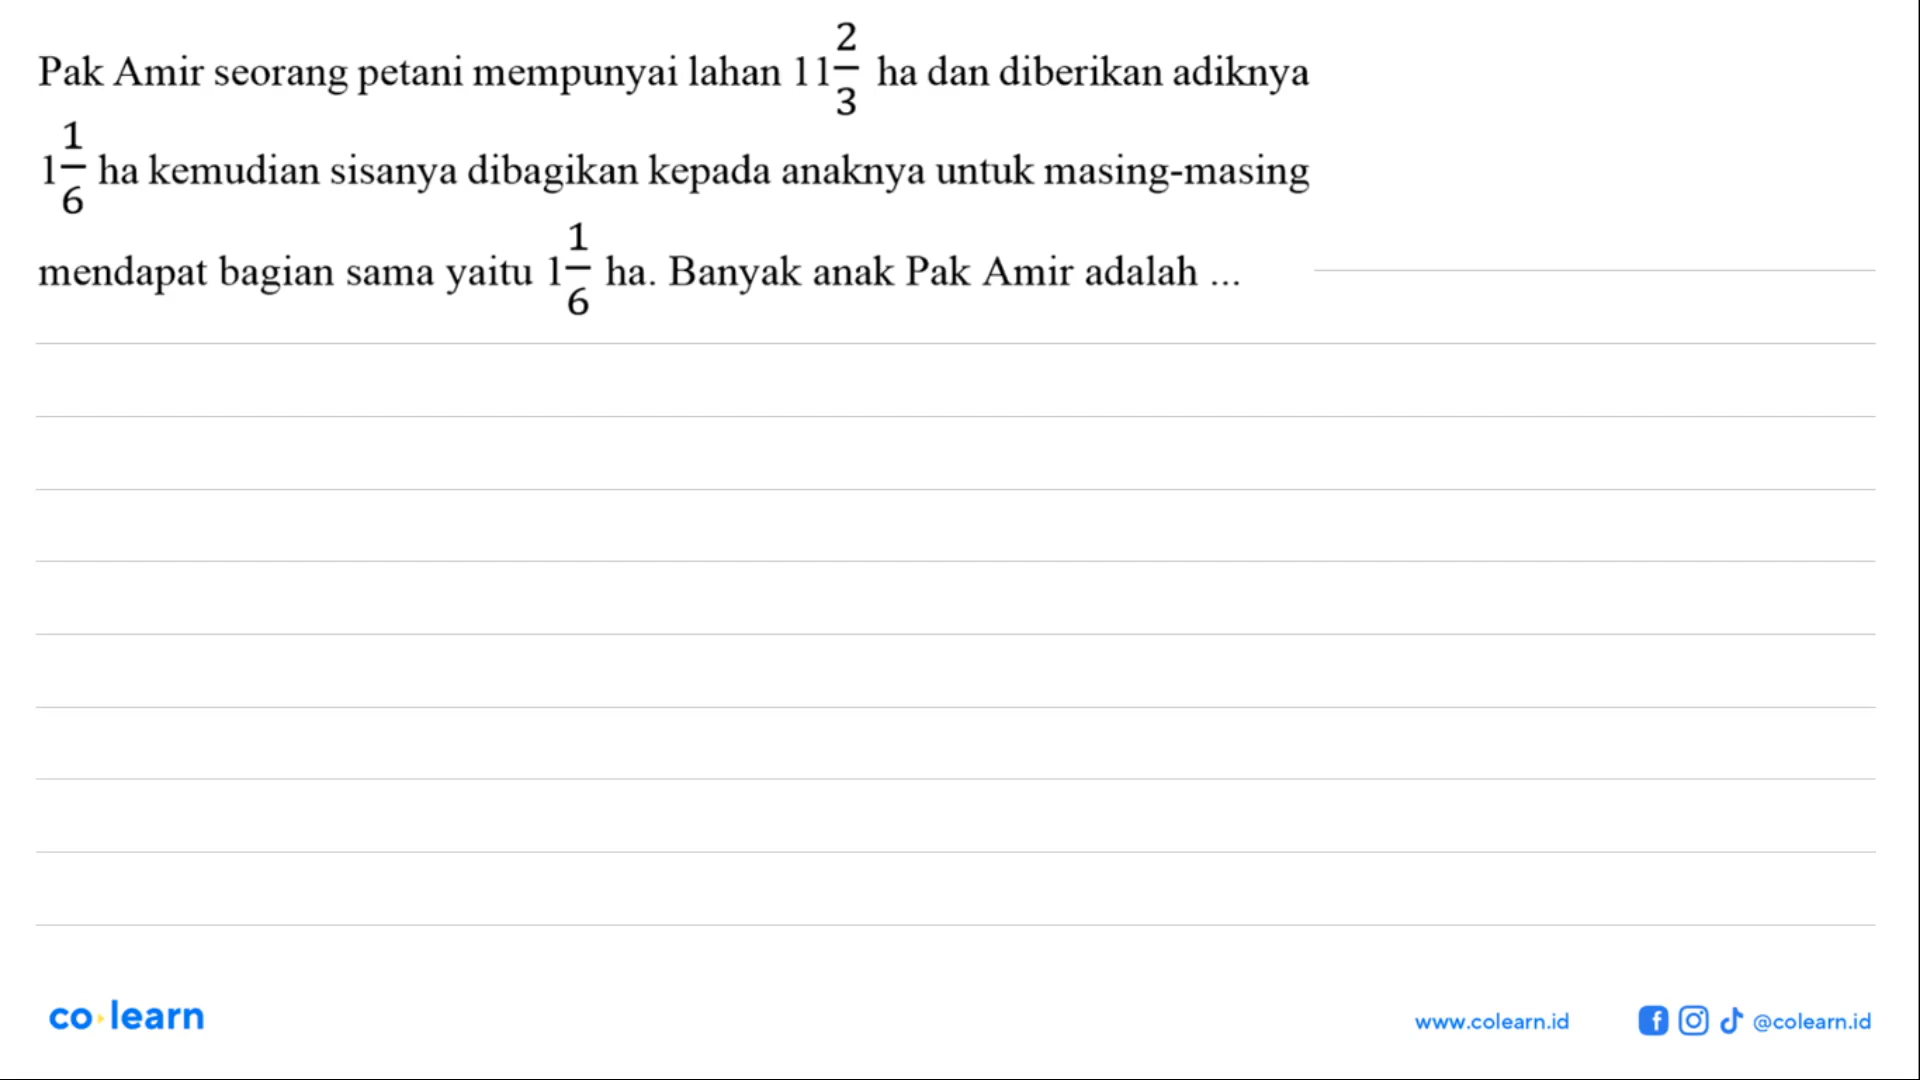 Pak Amir seorang petani mempunyai lahan 11 2/3 ha dan diberikan adiknya
1 1/6 ha kemudian sisanya dibagikan kepada anaknya untuk masing-masing
mendapat bagian sama yaitu 1 1/6 ha. Banyak anak Pak Amir adalah ...
co learn
www.colearn.id @colearn.id